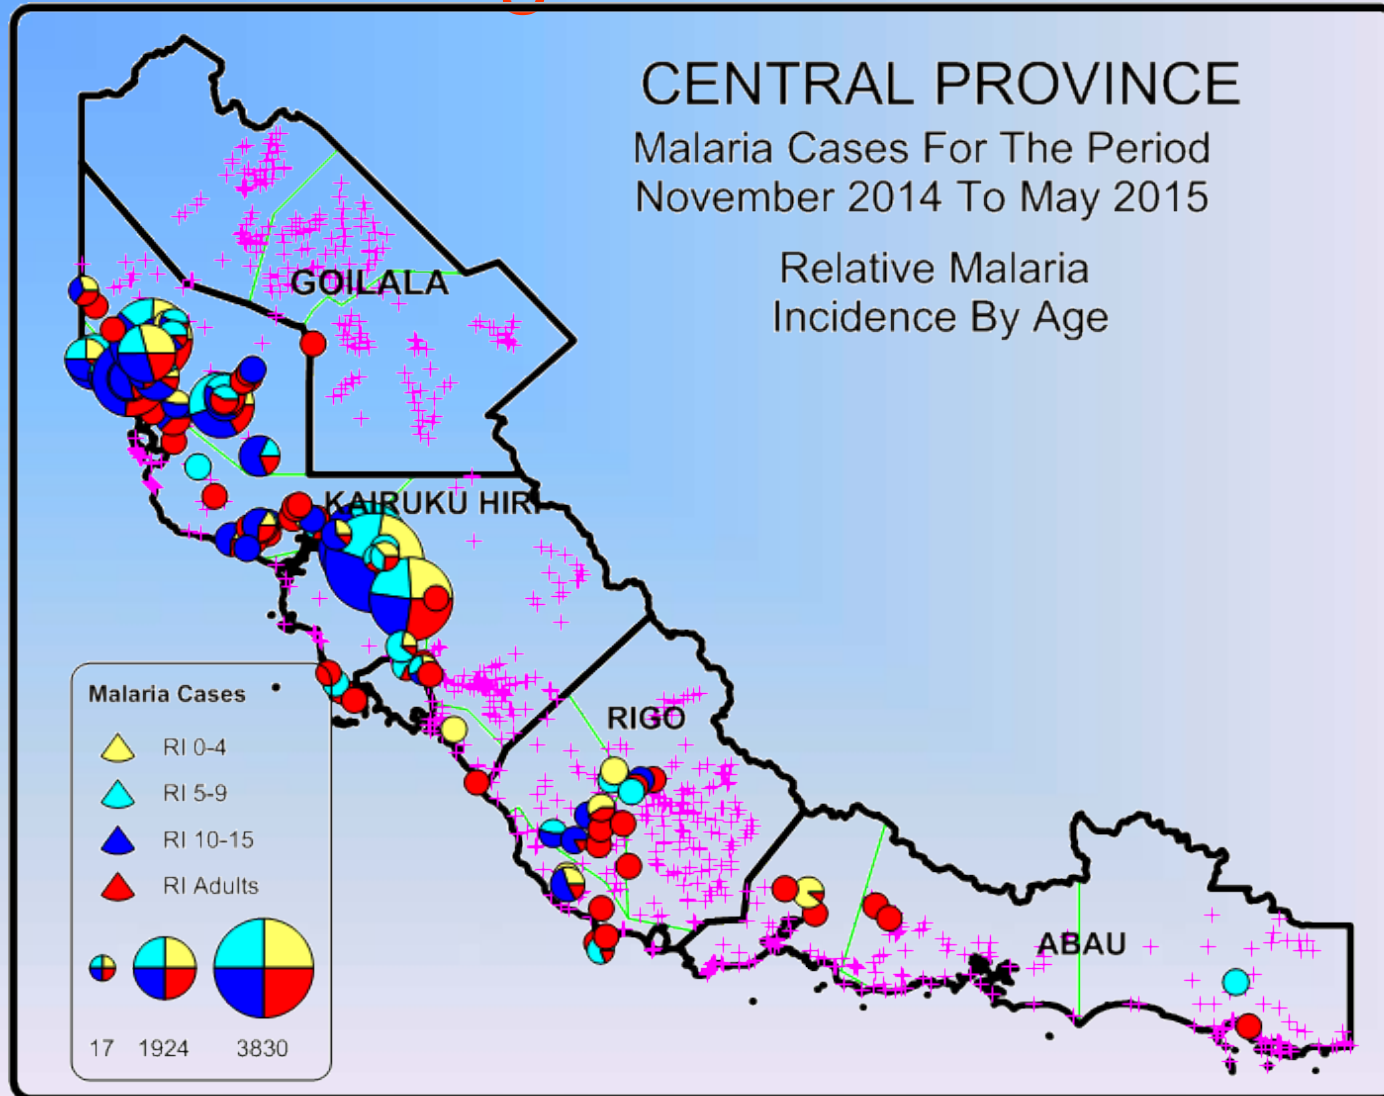 CENTRAL PROVINCE
Malaria Cases For The Period
November 2014 To May 2015
Relative Malaria
Incidence By Age
GOILALA
KAIRUKU HIRI
RIGO
ABAU
Malaria Cases
RI 0-4
RI 5-9
RI 10-15
RI Adults
17 1924 3830